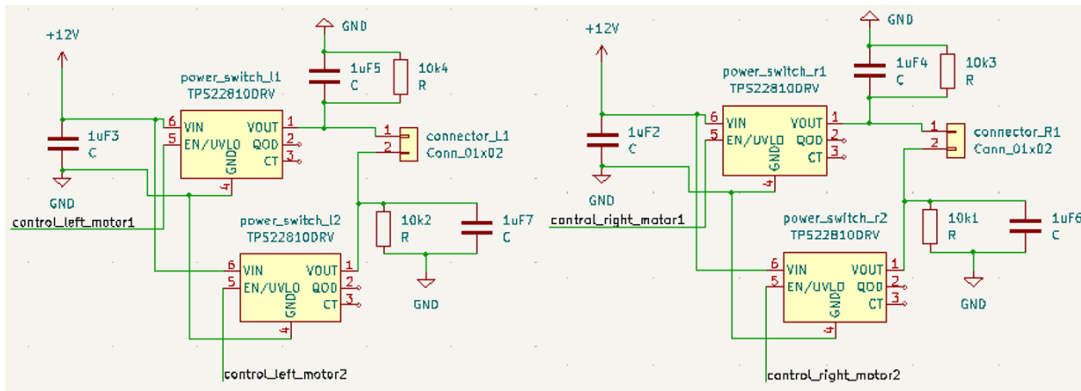 GND
+12V
power_switch_l1
TPS22810DRV
1uF5
C
10k4
R
6 VIN VOUT 1
5 EN/UVLO QOD 2
CT 3
GND
4
1uF3
C
GND
1
2
connector_L1
Conn_01x02
control_left_motor1
power_switch_l2
TPS22810DRV
10k2
R
1uF7
C
6 VIN VOUT 1
5 EN/UVLO QOD 2
CT 3
GND
4
GND
control_left_motor2
GND
+12V
power_switch_r1
TPS22810DRV
1uF4
C
10k3
R
6 VIN VOUT 1
5 EN/UVLO QOD 2
CT 3
GND
4
1uF2
C
GND
1
2
connector_R1
Conn_01x02
control_right_motor1
power_switch_r2
TPS22810DRV
10k1
R
1uF6
C
6 VIN VOUT 1
5 EN/UVLO QOD 2
CT 3
GND
4
GND
control_right_motor2